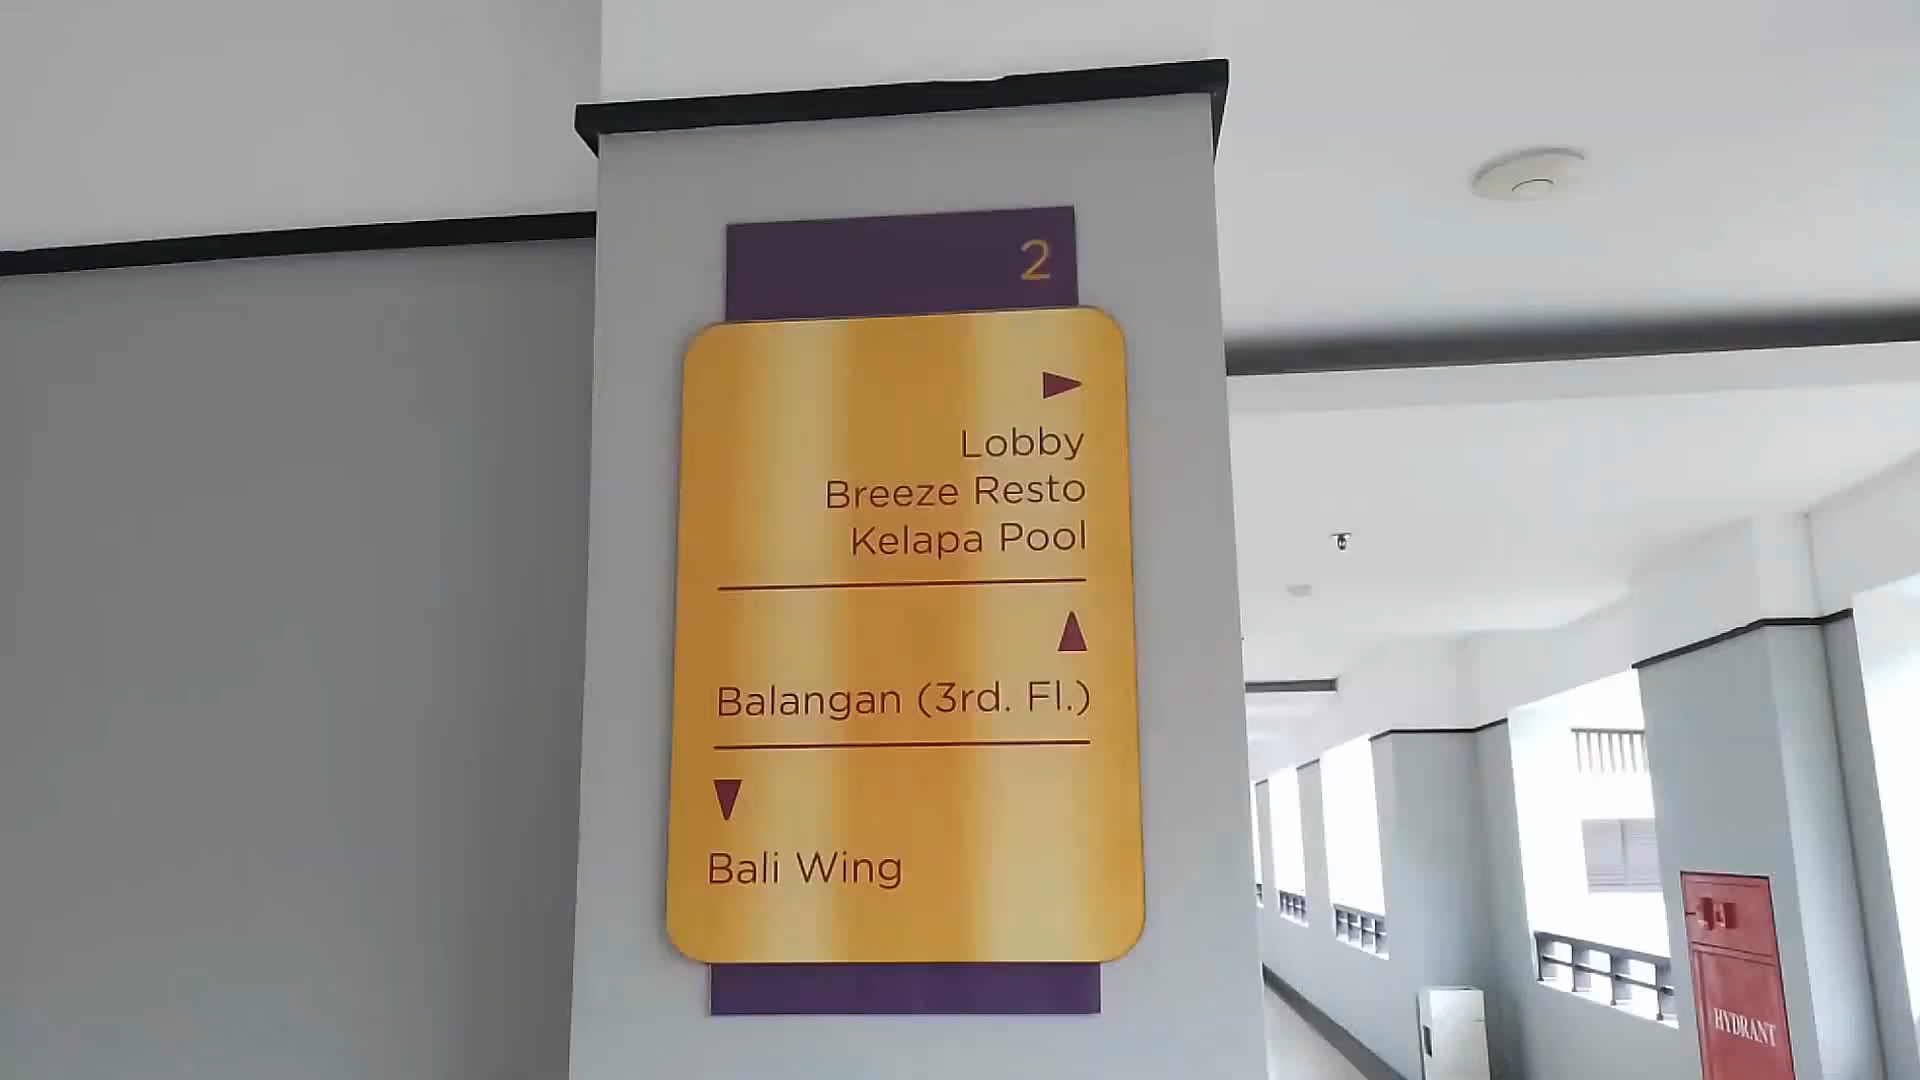 2
Lobby
Breeze Resto
Kelapa Pool
Balangan (3rd. Fl.)
Bali Wing
HYDRANT